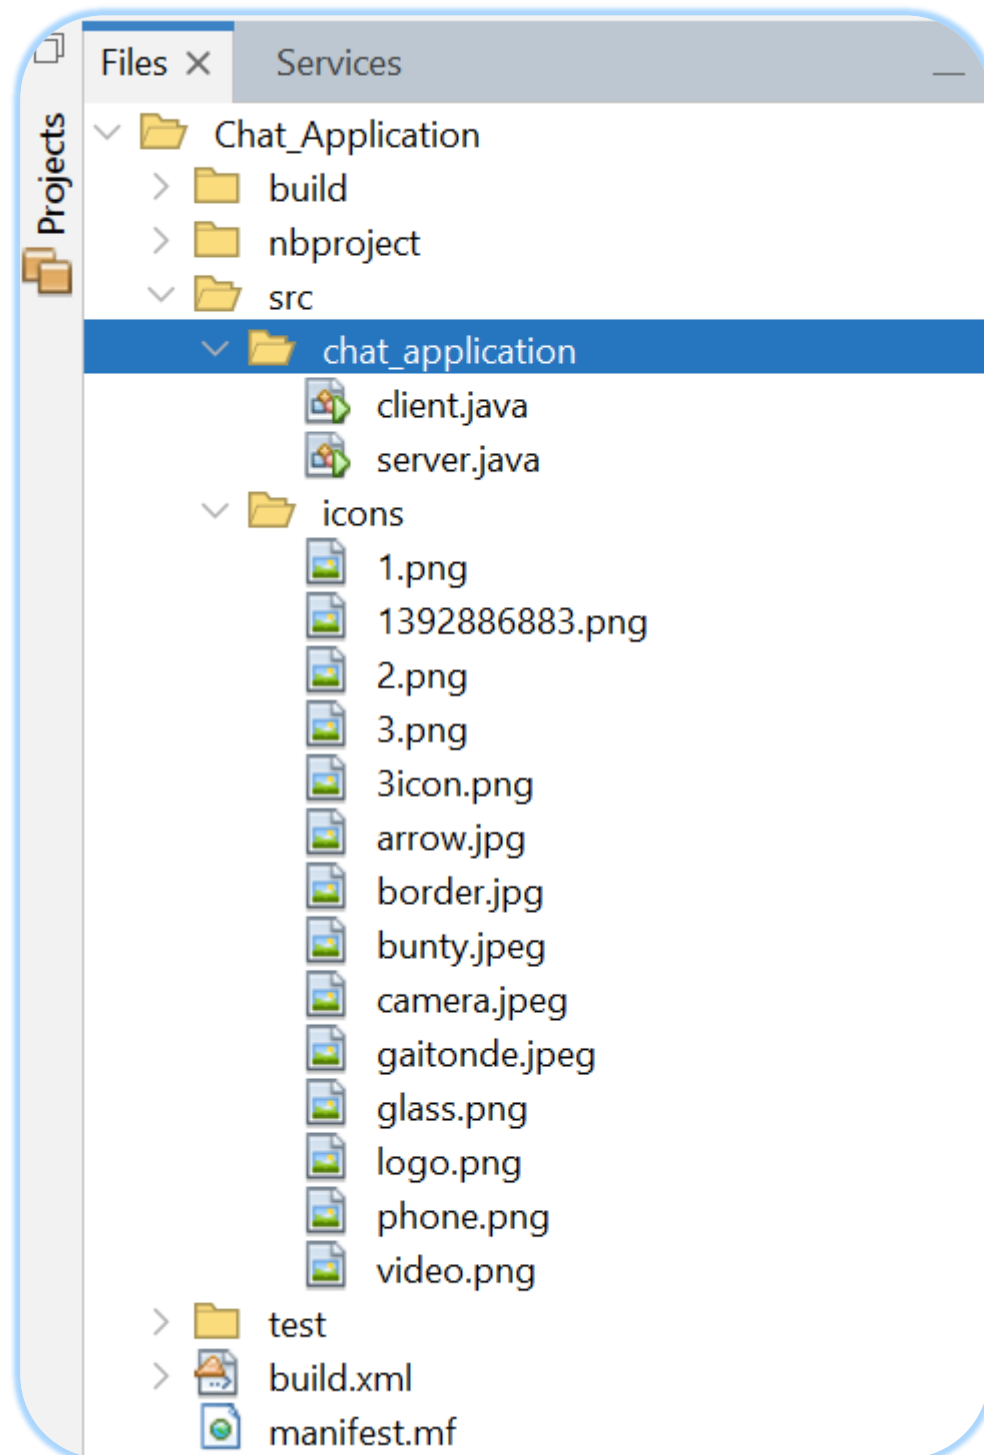 Files Services
Projects
Chat_Application
build
nbproject
src
chat_application
client.java
server.java
icons
1.png
1392886883.png
2.png
3.png
3icon.png
arrow.jpg
border.jpg
bunty.jpeg
camera.jpeg
gaitonde.jpeg
glass.png
logo.png
phone.png
video.png
test
build.xml
manifest.mf